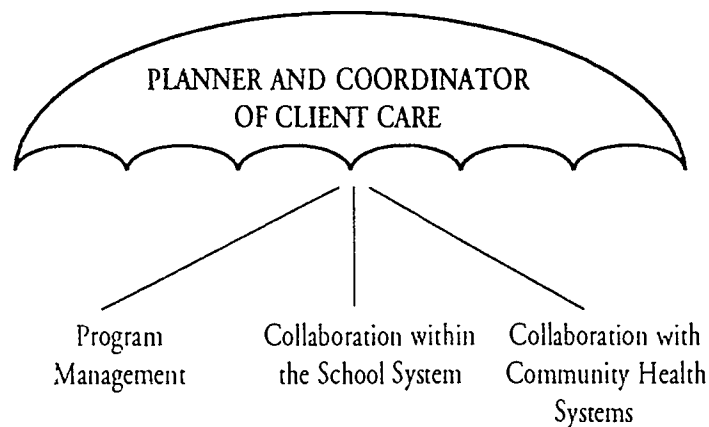 PLANNER AND COORDINATOR
OF CLIENT CARE
Program
Management
Collaboration within
the School System
Collaboration with
Community Health
Systems